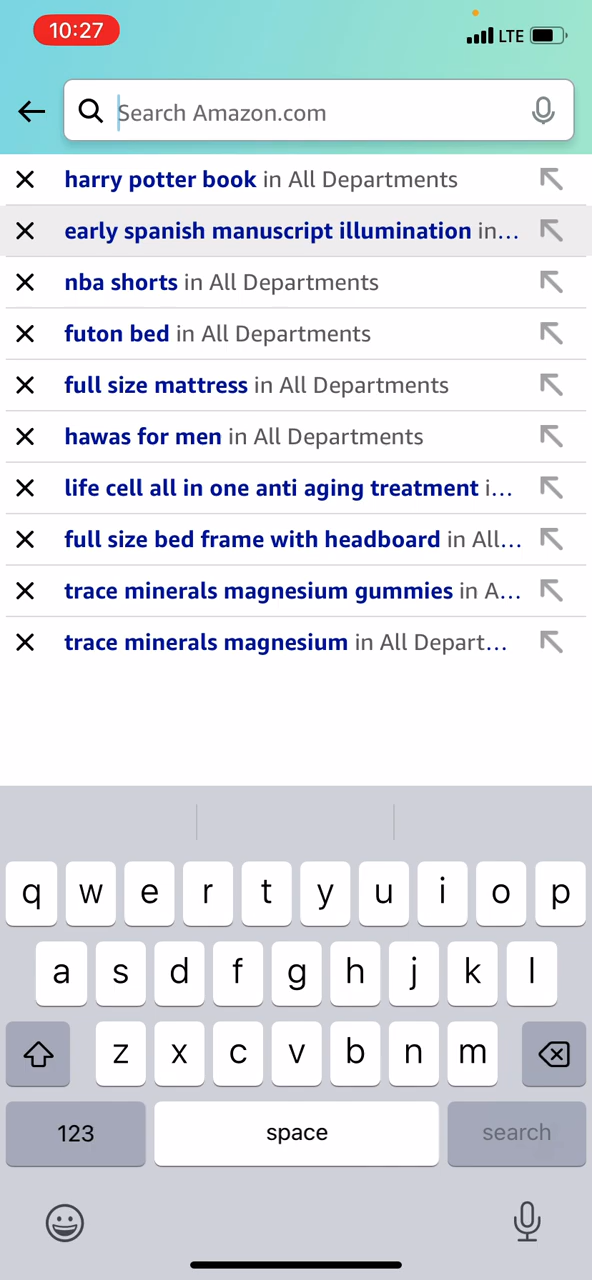 10:27
LTE
Search Amazon.com
harry potter book in All Departments
early spanish manuscript illumination in...
nba shorts in All Departments
futon bed in All Departments
full size mattress in All Departments
hawas for men in All Departments
life cell all in one anti aging treatment i...
full size bed frame with headboard in All...
trace minerals magnesium gummies in A...
trace minerals magnesium in All Depart...
q w e r t y u i o p
a s d f g h j k l
z x c v b n m
123 space search